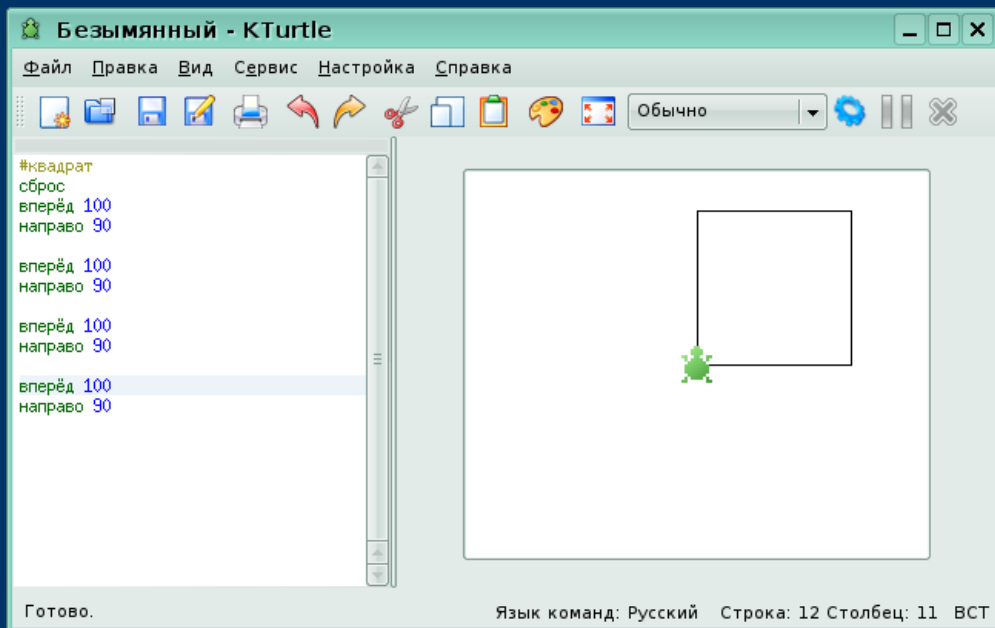 Безымянный - KTurtle
Файл Правка Вид Сервис Настройка Справка
Обычно
#квадрат
сброс
вперёд 100
направо 90
вперёд 100
направо 90
вперёд 100
направо 90
вперёд 100
направо 90
Готово.
Язык команд: Русский Строка: 12 Столбец: 11 ВСТ